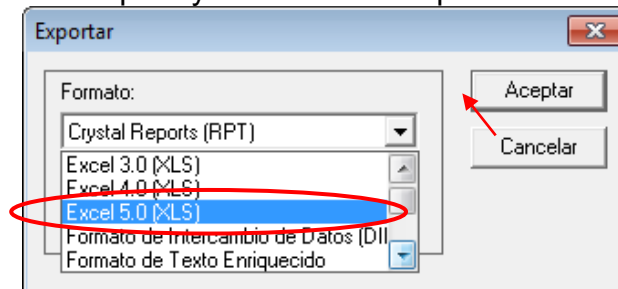 Exportar
Formato:
Aceptar
Crystal Reports (RPT)
Cancelar
Excel 3.0 (XLS)
Excel 4.0 (XLS)
Excel 5.0 (XLS)
Formato de Intercambio de Datos (DII
Formato de Texto Enriquecido